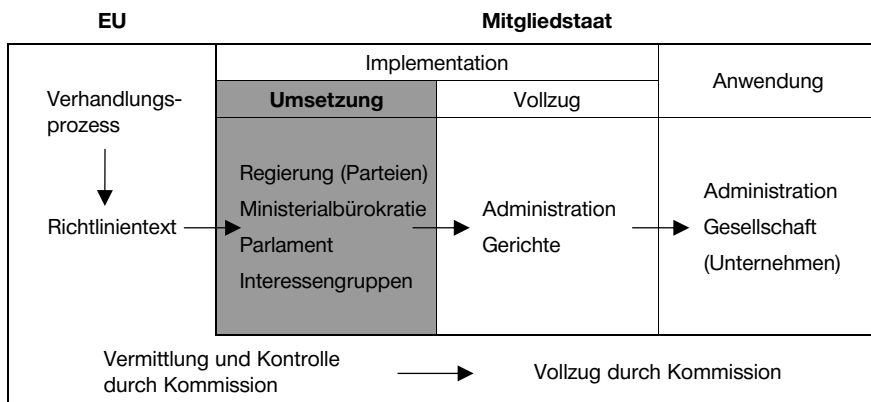 EU
Mitgliedstaat
Implementation
Anwendung
Umsetzung
Vollzug
Verhandlungs-
prozess
Richtlinientext
Regierung (Parteien)
Ministerialbürokratie
Parlament
Interessengruppen
Administration
Gerichte
Administration
Gesellschaft
(Unternehmen)
Vermittlung und Kontrolle
durch Kommission
Vollzug durch Kommission